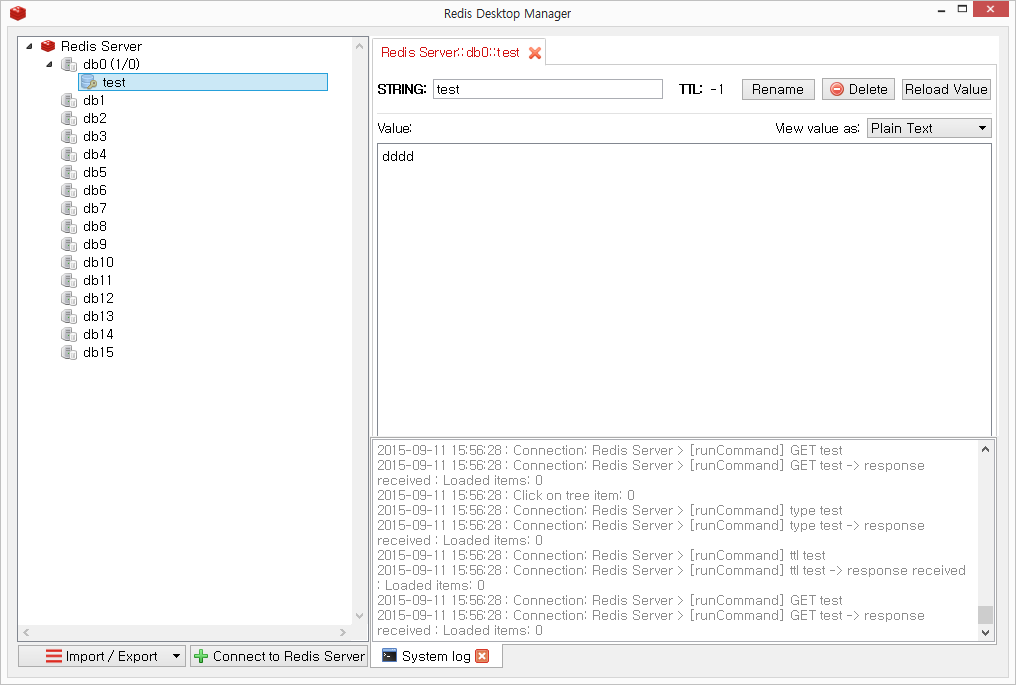 Redis Desktop Manager
Redis Server
db0 (1/0)
test
db1
db2
db3
db4
db5
db6
db7
db8
db9
db10
db11
db12
db13
db14
db15
Import / Export
Connect to Redis Server
Redis Server::db0::test
STRING: test TTL: -1 Rename Delete Reload Value
Value: View value as: Plain Text
dddd
2015-09-11 15:56:28 : Connection: Redis Server > [runCommand] GET test
2015-09-11 15:56:28 : Connection: Redis Server > [runCommand] GET test -> response
received : Loaded items: 0
2015-09-11 15:56:28 : Click on tree item: 0
2015-09-11 15:56:28 : Connection: Redis Server > [runCommand] type test
2015-09-11 15:56:28 : Connection: Redis Server > [runCommand] type test -> response
received : Loaded items: 0
2015-09-11 15:56:28 : Connection: Redis Server > [runCommand] ttl test
2015-09-11 15:56:28 : Connection: Redis Server > [runCommand] ttl test -> response received
: Loaded items: 0
2015-09-11 15:56:28 : Connection: Redis Server > [runCommand] GET test
2015-09-11 15:56:28 : Connection: Redis Server > [runCommand] GET test -> response
received : Loaded items: 0
System log